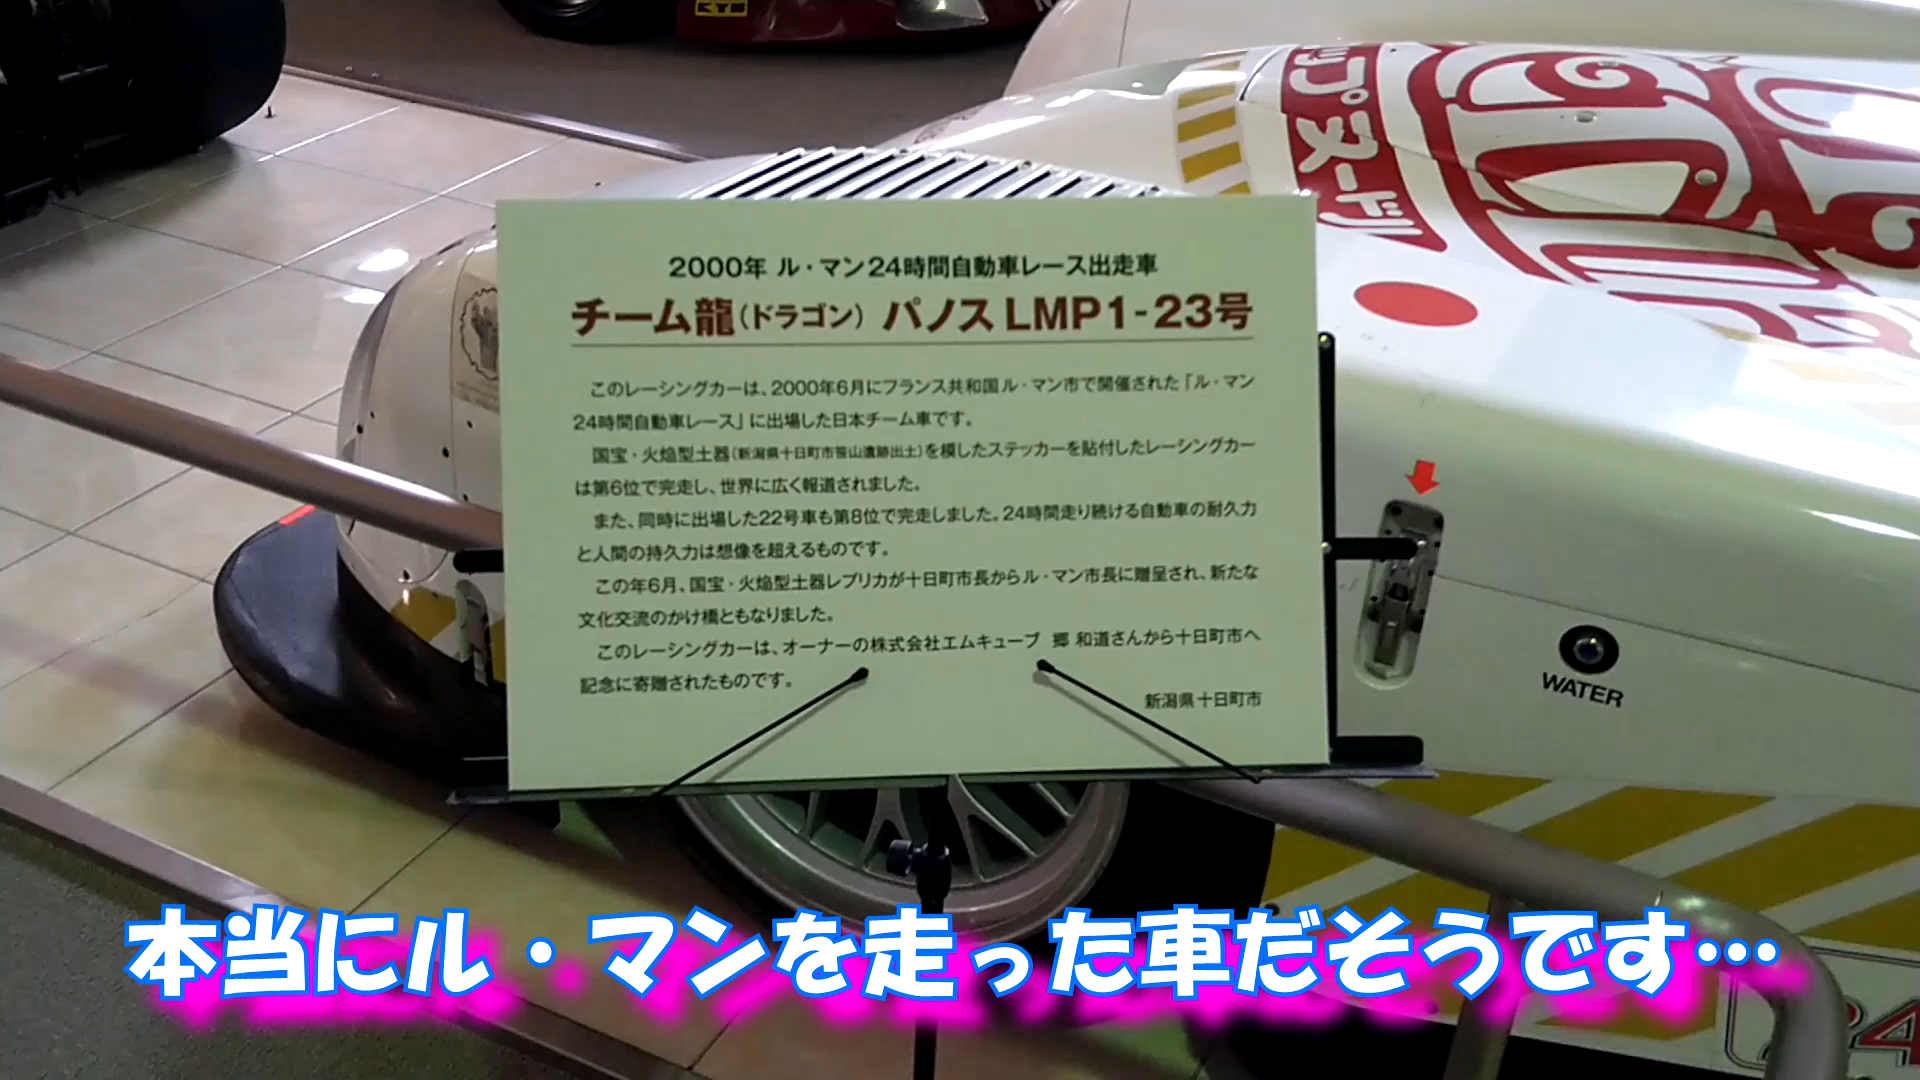 KYB
ップヌードル
2000年 ル・マン24時間自動車レース出走車
チーム龍(ドラゴン) パノス LMP1-23号
このレーシングカーは、2000年6月にフランス共和国ル・マン市で開催された「ル・マン
24時間自動車レース」に出場した日本チーム車です。
国宝・火焔型土器(新潟県十日町市笹山遺跡出土)を模したステッカーを貼付したレーシングカー
は第6位で完走し、世界に広く報道されました。
また、同時に出場した22号車も第8位で完走しました。24時間走り続ける自動車の耐久力
と人間の持久力は想像を超えるものです。
この年6月、国宝・火焔型土器レプリカが十日町市長からル・マン市長に贈呈され、新たな
文化交流のかけ橋ともなりました。
このレーシングカーは、オーナーの株式会社エムキューブ 郷 和道さんから十日町市へ
記念に寄贈されたものです。
新潟県十日町市
WATER
本当にル・マンを走った車だそうです…
24